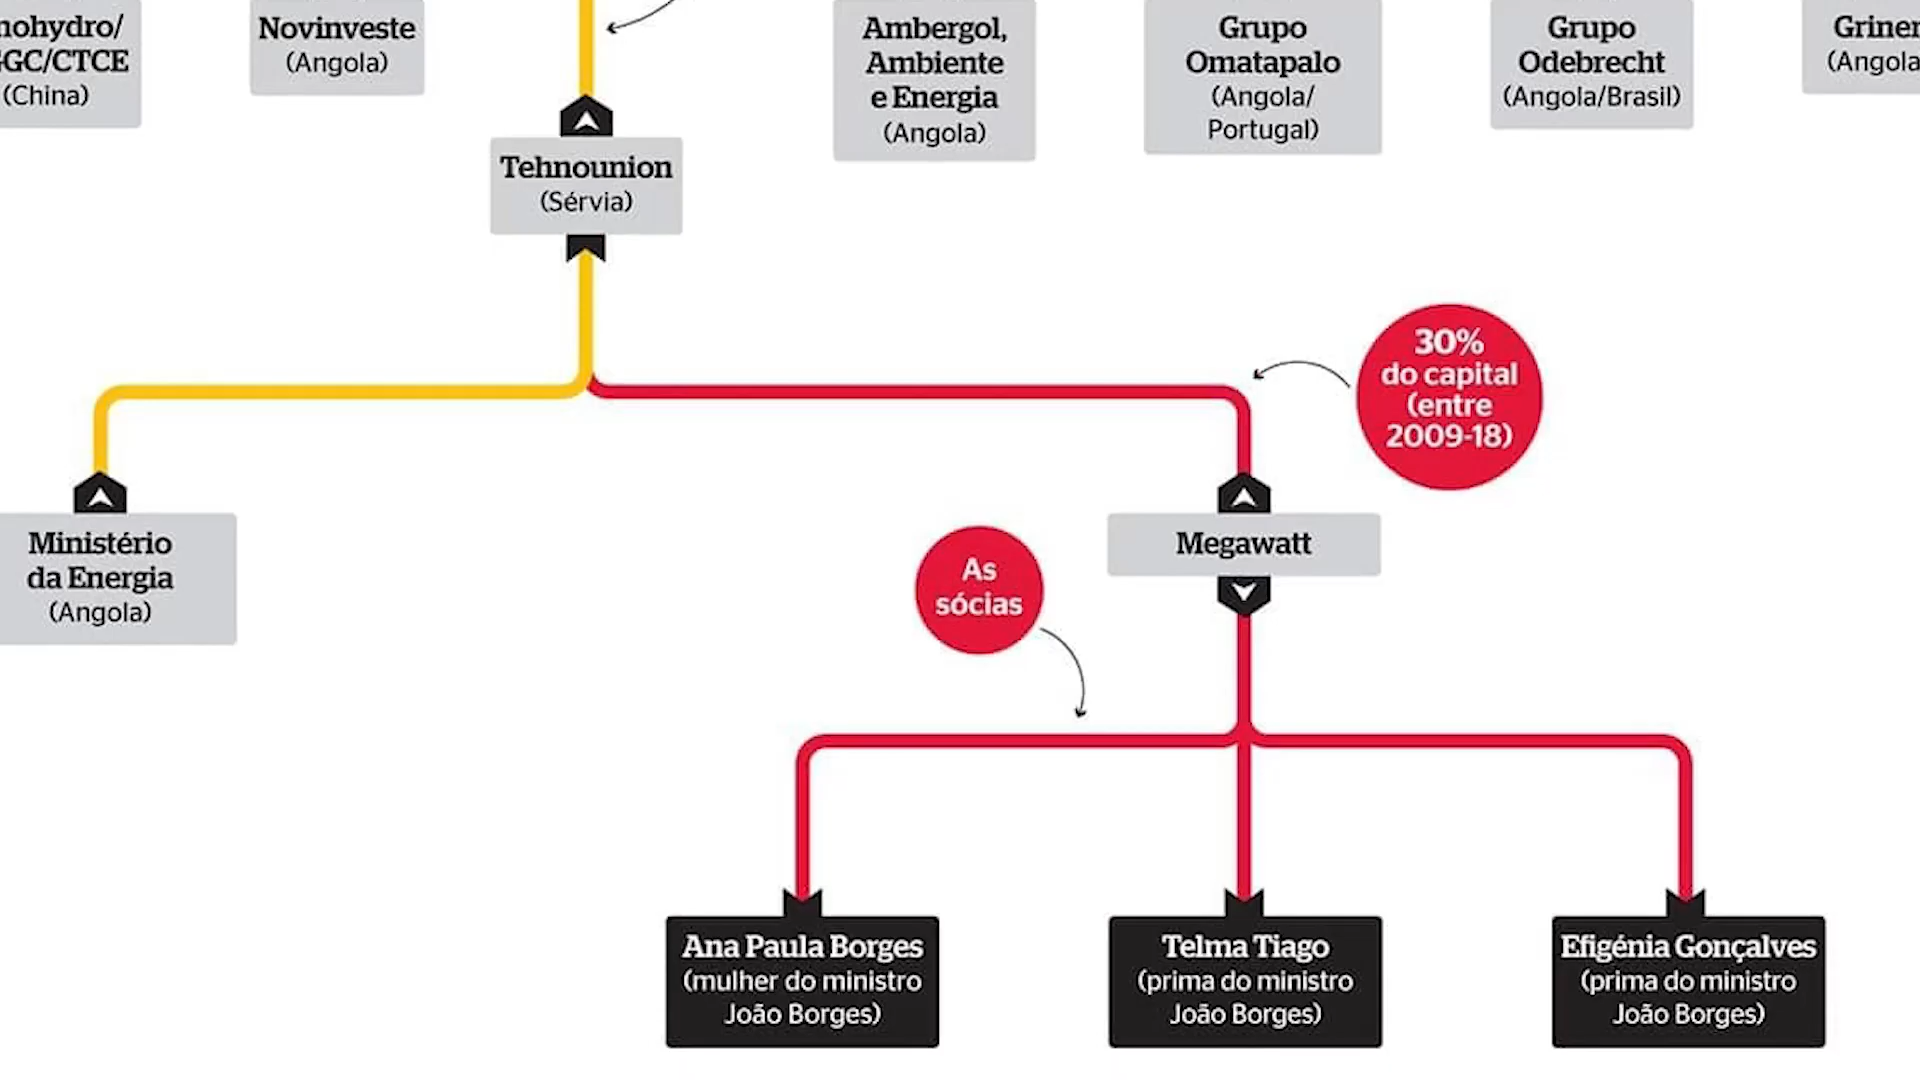 GGC/CTCE
(China)
Novinveste
(Angola)
Ambergol,
Ambiente
e Energia
(Angola)
Grupo
Omatapalo
(Angola/
Portugal)
Grupo
Odebrecht
(Angola/Brasil)
Tehnounion
(Sérvia)
30%
do capital
(entre
2009-18)
Ministério
da Energia
(Angola)
Megawatt
As
sócias
Ana Paula Borges
(mulher do ministro
João Borges)
Telma Tiago
(prima do ministro
João Borges)
Efigénia Gonçalves
(prima do ministro
João Borges)